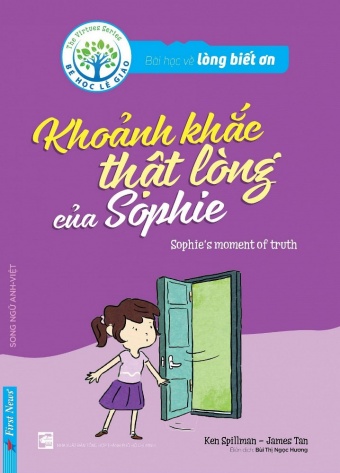 The Virtues Series
BÉ HỌC LỄ GIÁO
Bài học về lòng biết ơn
Khoảnh khắc
thật lòng
của Sophie
Sophie's moment of truth
SONG NGỮ ANH-VIỆT
First News
Ken Spillman – James Tan
Bùi Thị Ngọc Hương